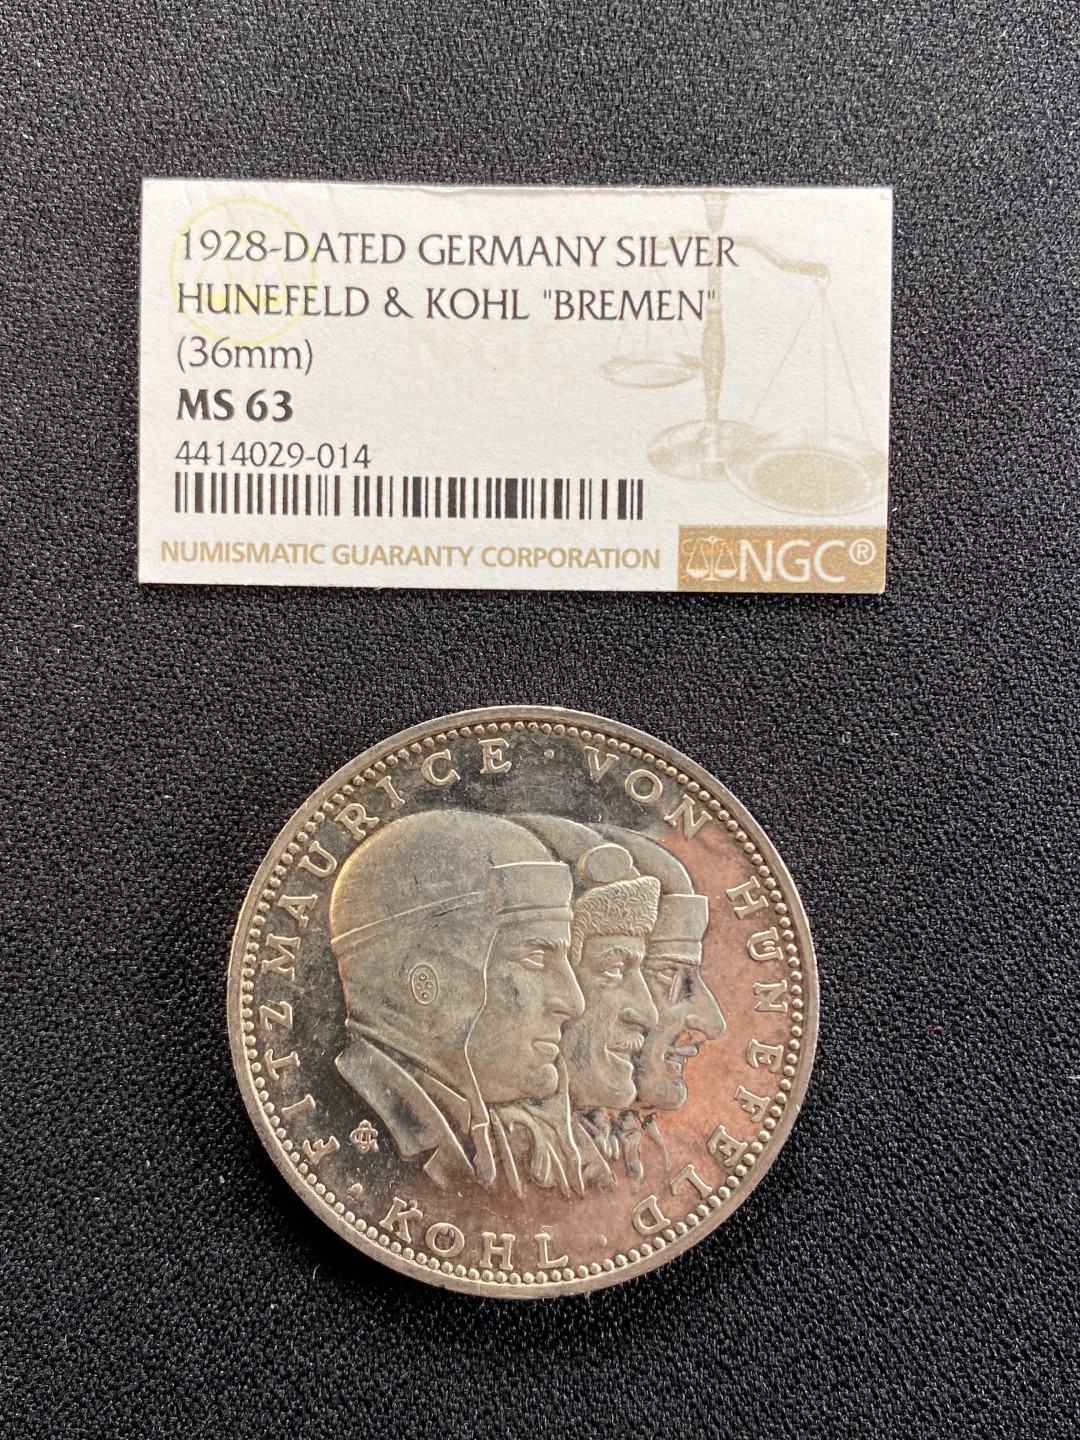 1928-DATED GERMANY SILVER
HUNEFELD & KOHL "BREMEN"
(36mm)
MS 63
4414029-014
NUMISMATIC GUARANTY CORPORATION
NGC®
FITZMAURICE · VON HÜNEFELD · KÖHL ·